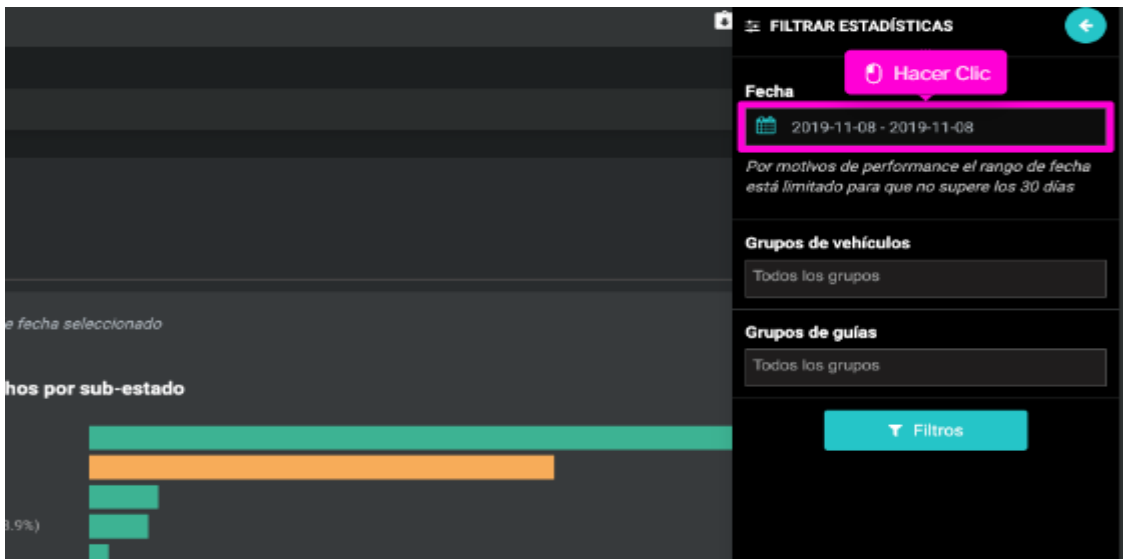 FILTRAR ESTADÍSTICAS
Hacer Clic
Fecha
2019-11-08 - 2019-11-08
Por motivos de performance el rango de fecha
está limitado para que no supere los 30 días
Grupos de vehículos
Todos los grupos
e fecha seleccionado
Grupos de guías
Todos los grupos
hos por sub-estado
Filtros
3.9%)